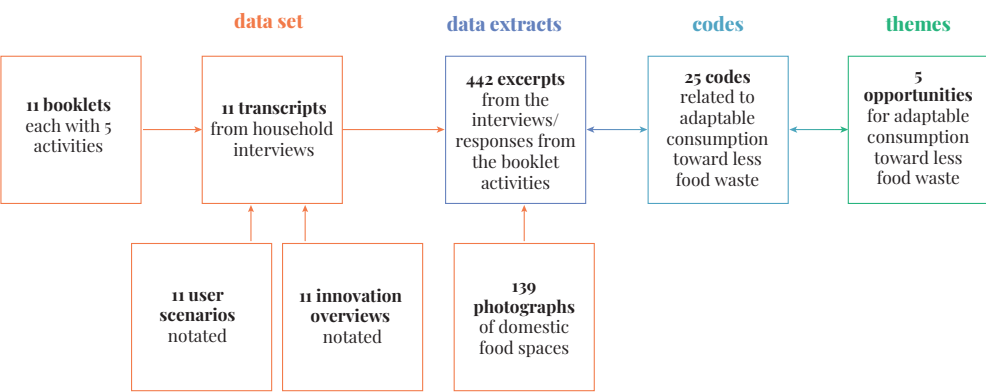 data set
data extracts
codes
themes
11 booklets
each with 5
activities
11 transcripts
from household
interviews
442 excerpts
from the
interviews/
responses from
the booklet
activities
25 codes
related to
adaptable
consumption
toward less
food waste
5
opportunities
for adaptable
consumption
toward less
food waste
11 user
scenarios
notated
11 innovation
overviews
notated
139
photographs
of domestic
food spaces